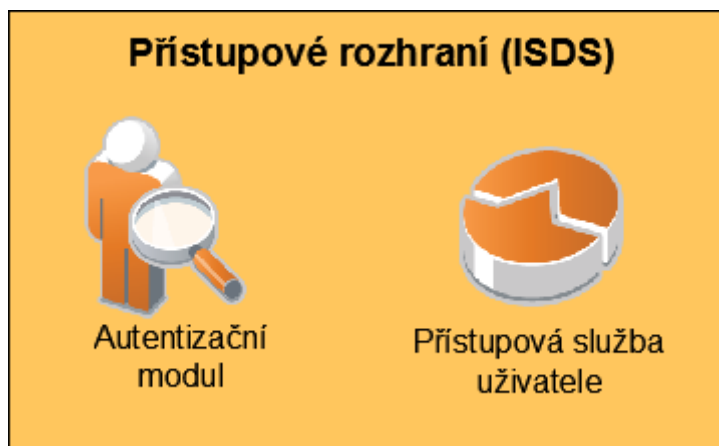 Přístupové rozhraní (ISDS)
Autentizační
modul
Přístupová služba
uživatele